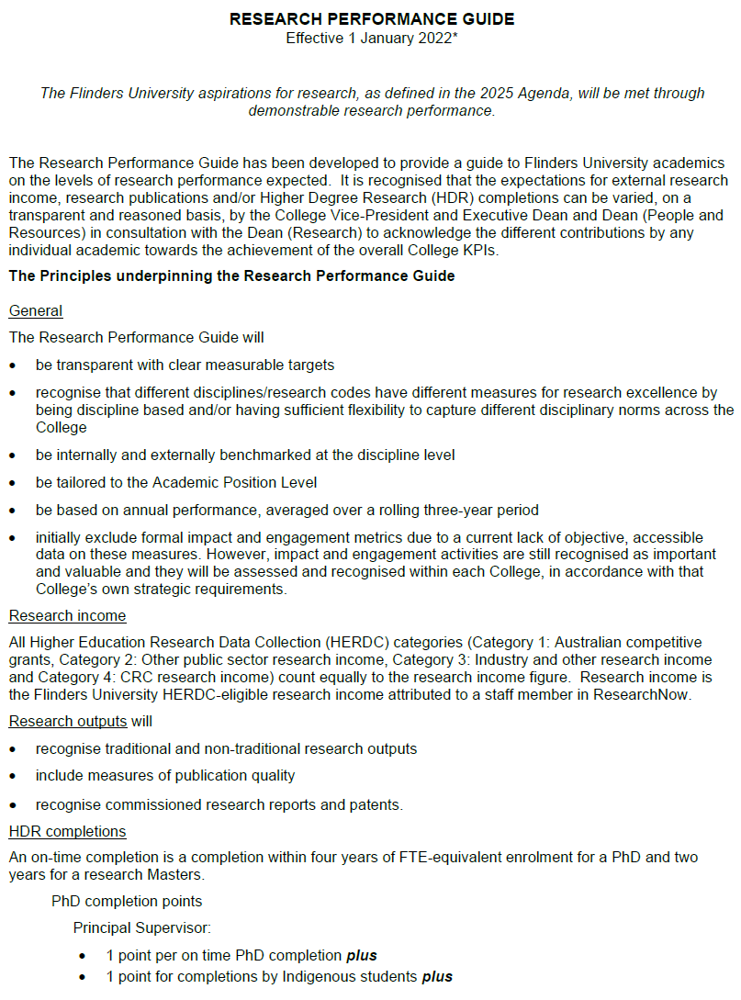 RESEARCH PERFORMANCE GUIDE
Effective 1 January 2022*
The Flinders University aspirations for research, as defined in the 2025 Agenda, will be met through
demonstrable research performance.
The Research Performance Guide has been developed to provide a guide to Flinders University academics
on the levels of research performance expected.  It is recognised that the expectations for external research
income, research publications and/or Higher Degree Research (HDR) completions can be varied, on a
transparent and reasoned basis, by the College Vice-President and Executive Dean and Dean (People and
Resources) in consultation with the Dean (Research) to acknowledge the different contributions by any
individual academic towards the achievement of the overall College KPIs.
The Principles underpinning the Research Performance Guide
General
The Research Performance Guide will
• be transparent with clear measurable targets
• recognise that different disciplines/research codes have different measures for research excellence by
being discipline based and/or having sufficient flexibility to capture different disciplinary norms across the
College
• be internally and externally benchmarked at the discipline level
• be tailored to the Academic Position Level
• be based on annual performance, averaged over a rolling three-year period
• initially exclude formal impact and engagement metrics due to a current lack of objective, accessible
data on these measures. However, impact and engagement activities are still recognised as important
and valuable and they will be assessed and recognised within each College, in accordance with that
College’s own strategic requirements.
Research income
All Higher Education Research Data Collection (HERDC) categories (Category 1: Australian competitive
grants, Category 2: Other public sector research income, Category 3: Industry and other research income
and Category 4: CRC research income) count equally to the research income figure.  Research income is
the Flinders University HERDC-eligible research income attributed to a staff member in ResearchNow.
Research outputs will
• recognise traditional and non-traditional research outputs
• include measures of publication quality
• recognise commissioned research reports and patents.
HDR completions
An on-time completion is a completion within four years of FTE-equivalent enrolment for a PhD and two
years for a research Masters.
PhD completion points
Principal Supervisor:
• 1 point per on time PhD completion plus
• 1 point for completions by Indigenous students plus